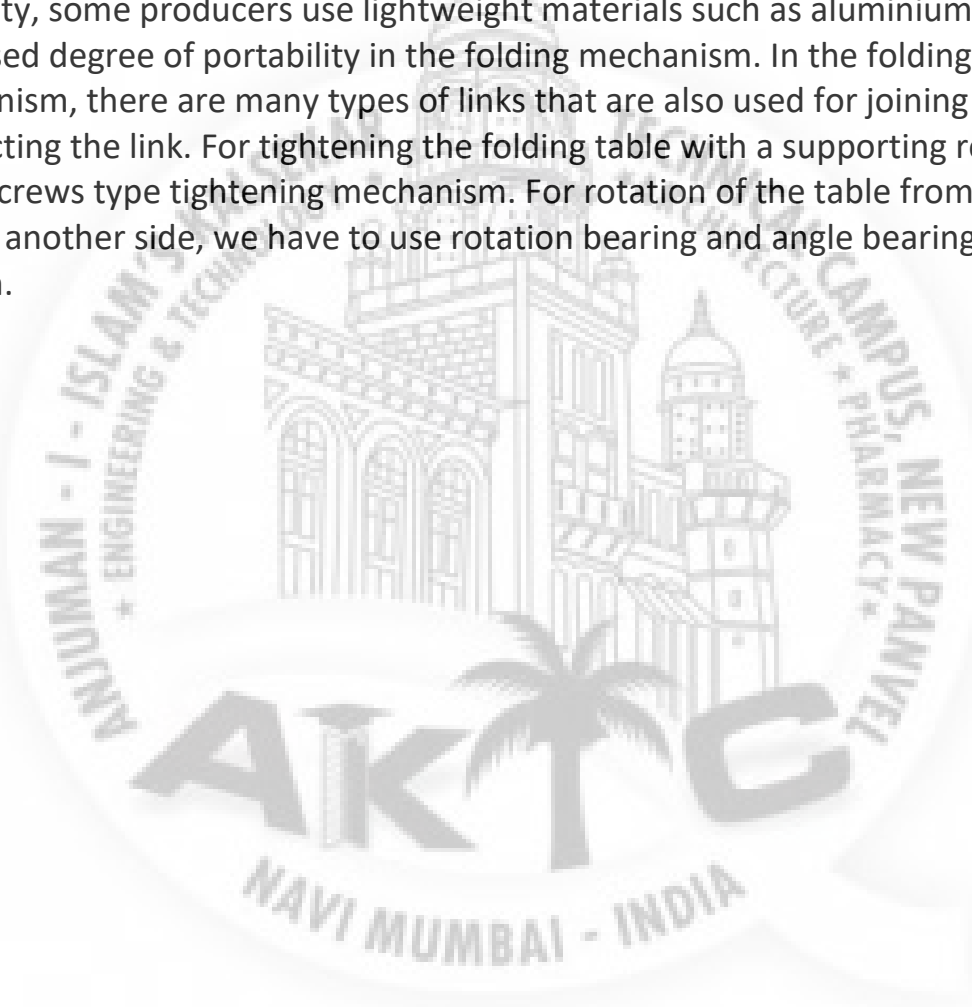 ty, some producers use lightweight materials such as aluminium
sed degree of portability in the folding mechanism. In the folding
nism, there are many types of links that are also used for joining
cting the link. For tightening the folding table with a supporting r
crews type tightening mechanism. For rotation of the table from
another side, we have to use rotation bearing and angle bearing
.
ANJUMAN - I - ISLAM'S KALSEKAR TECHNICAL CAMPUS, NEW PANVEL
* ENGINEERING & TECHNOLOGY * ARCHITECTURE * PHARMACY *
AKTC
NAVI MUMBAI - INDIA